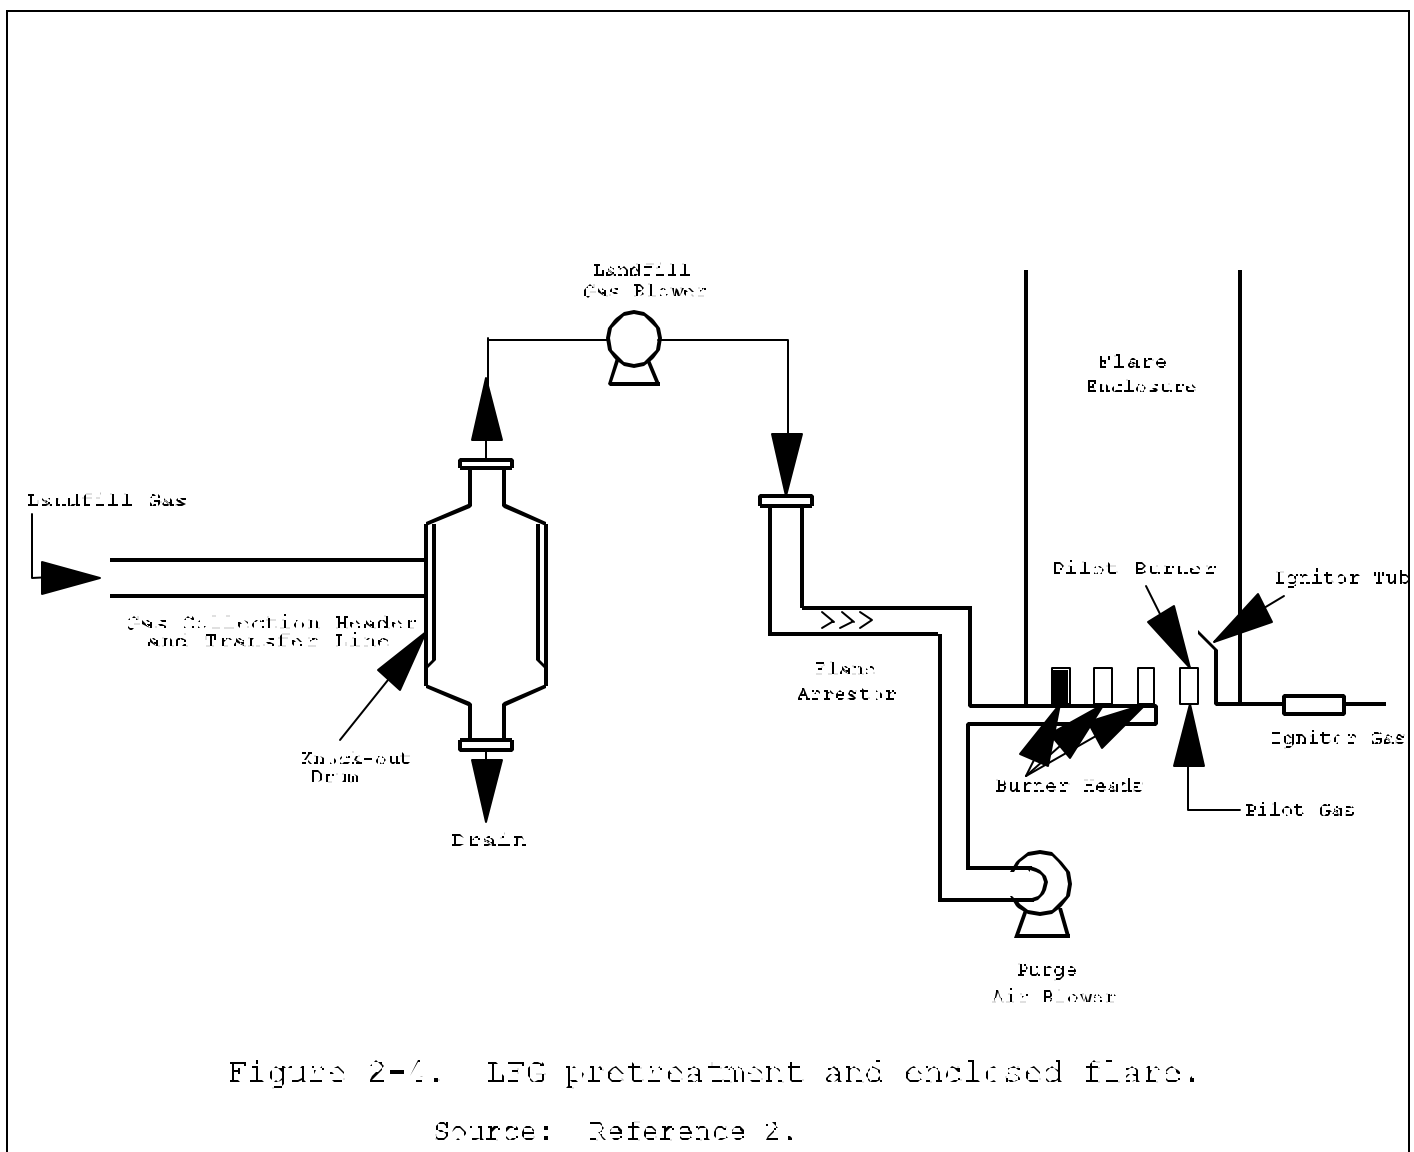 Landfill
Gas Blower
Flare
Enclosure
Landfill Gas
Pilot Burner
Ignitor Tub
Gas Collection Header
and Transfer Line
Flame
Arrestor
Knock-out
Drum
Ignitor Gas
Burner Heads
Pilot Gas
Drain
Purge
Air Blower
Figure 2-4. LFG pretreatment and enclosed flare.
Source: Reference 2.